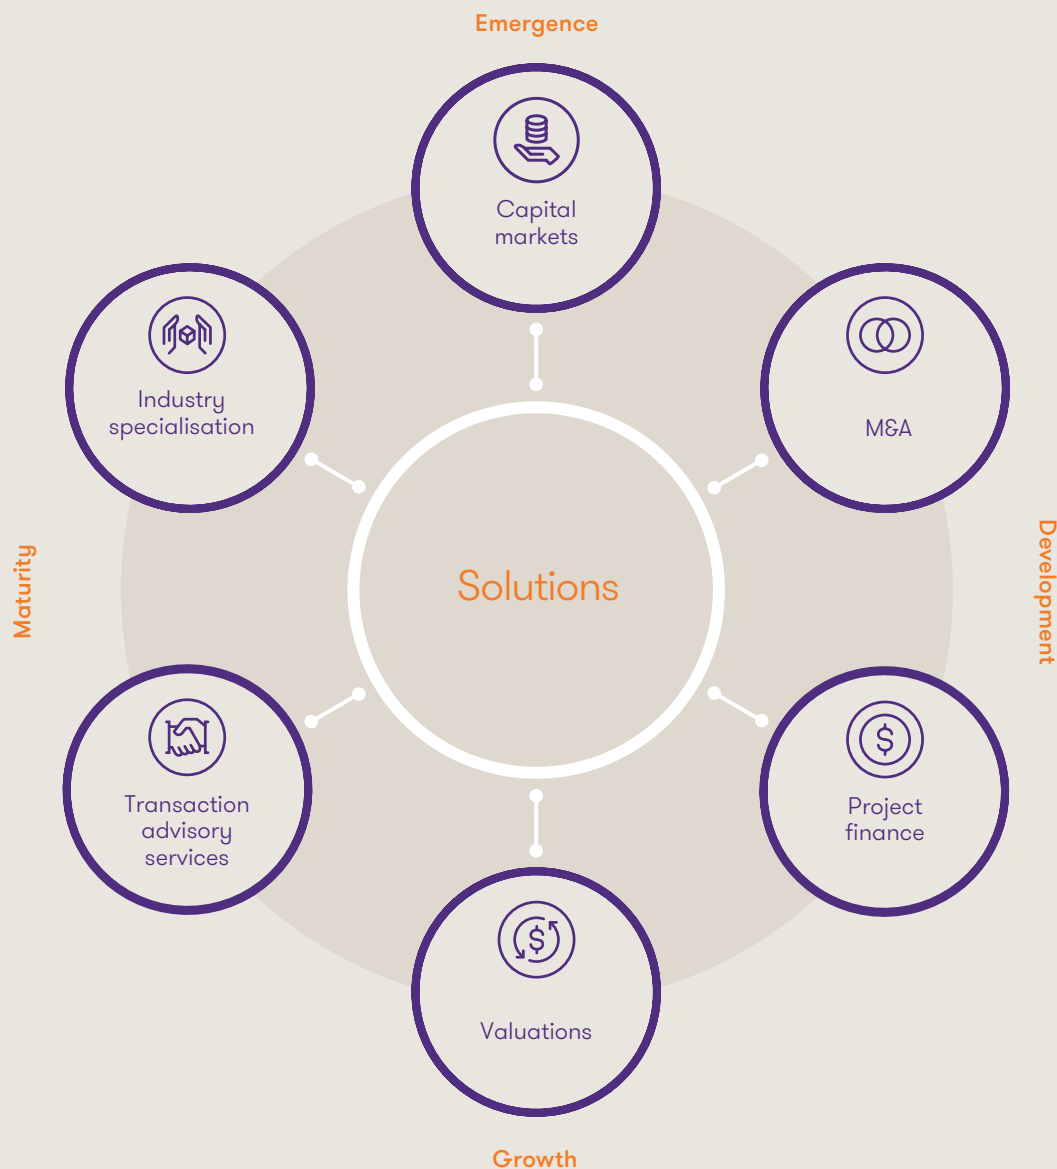 Emergence
Capital
markets
Industry
specialisation
M&A
Maturity
Solutions
Development
Transaction
advisory
services
Project
finance
Valuations
Growth